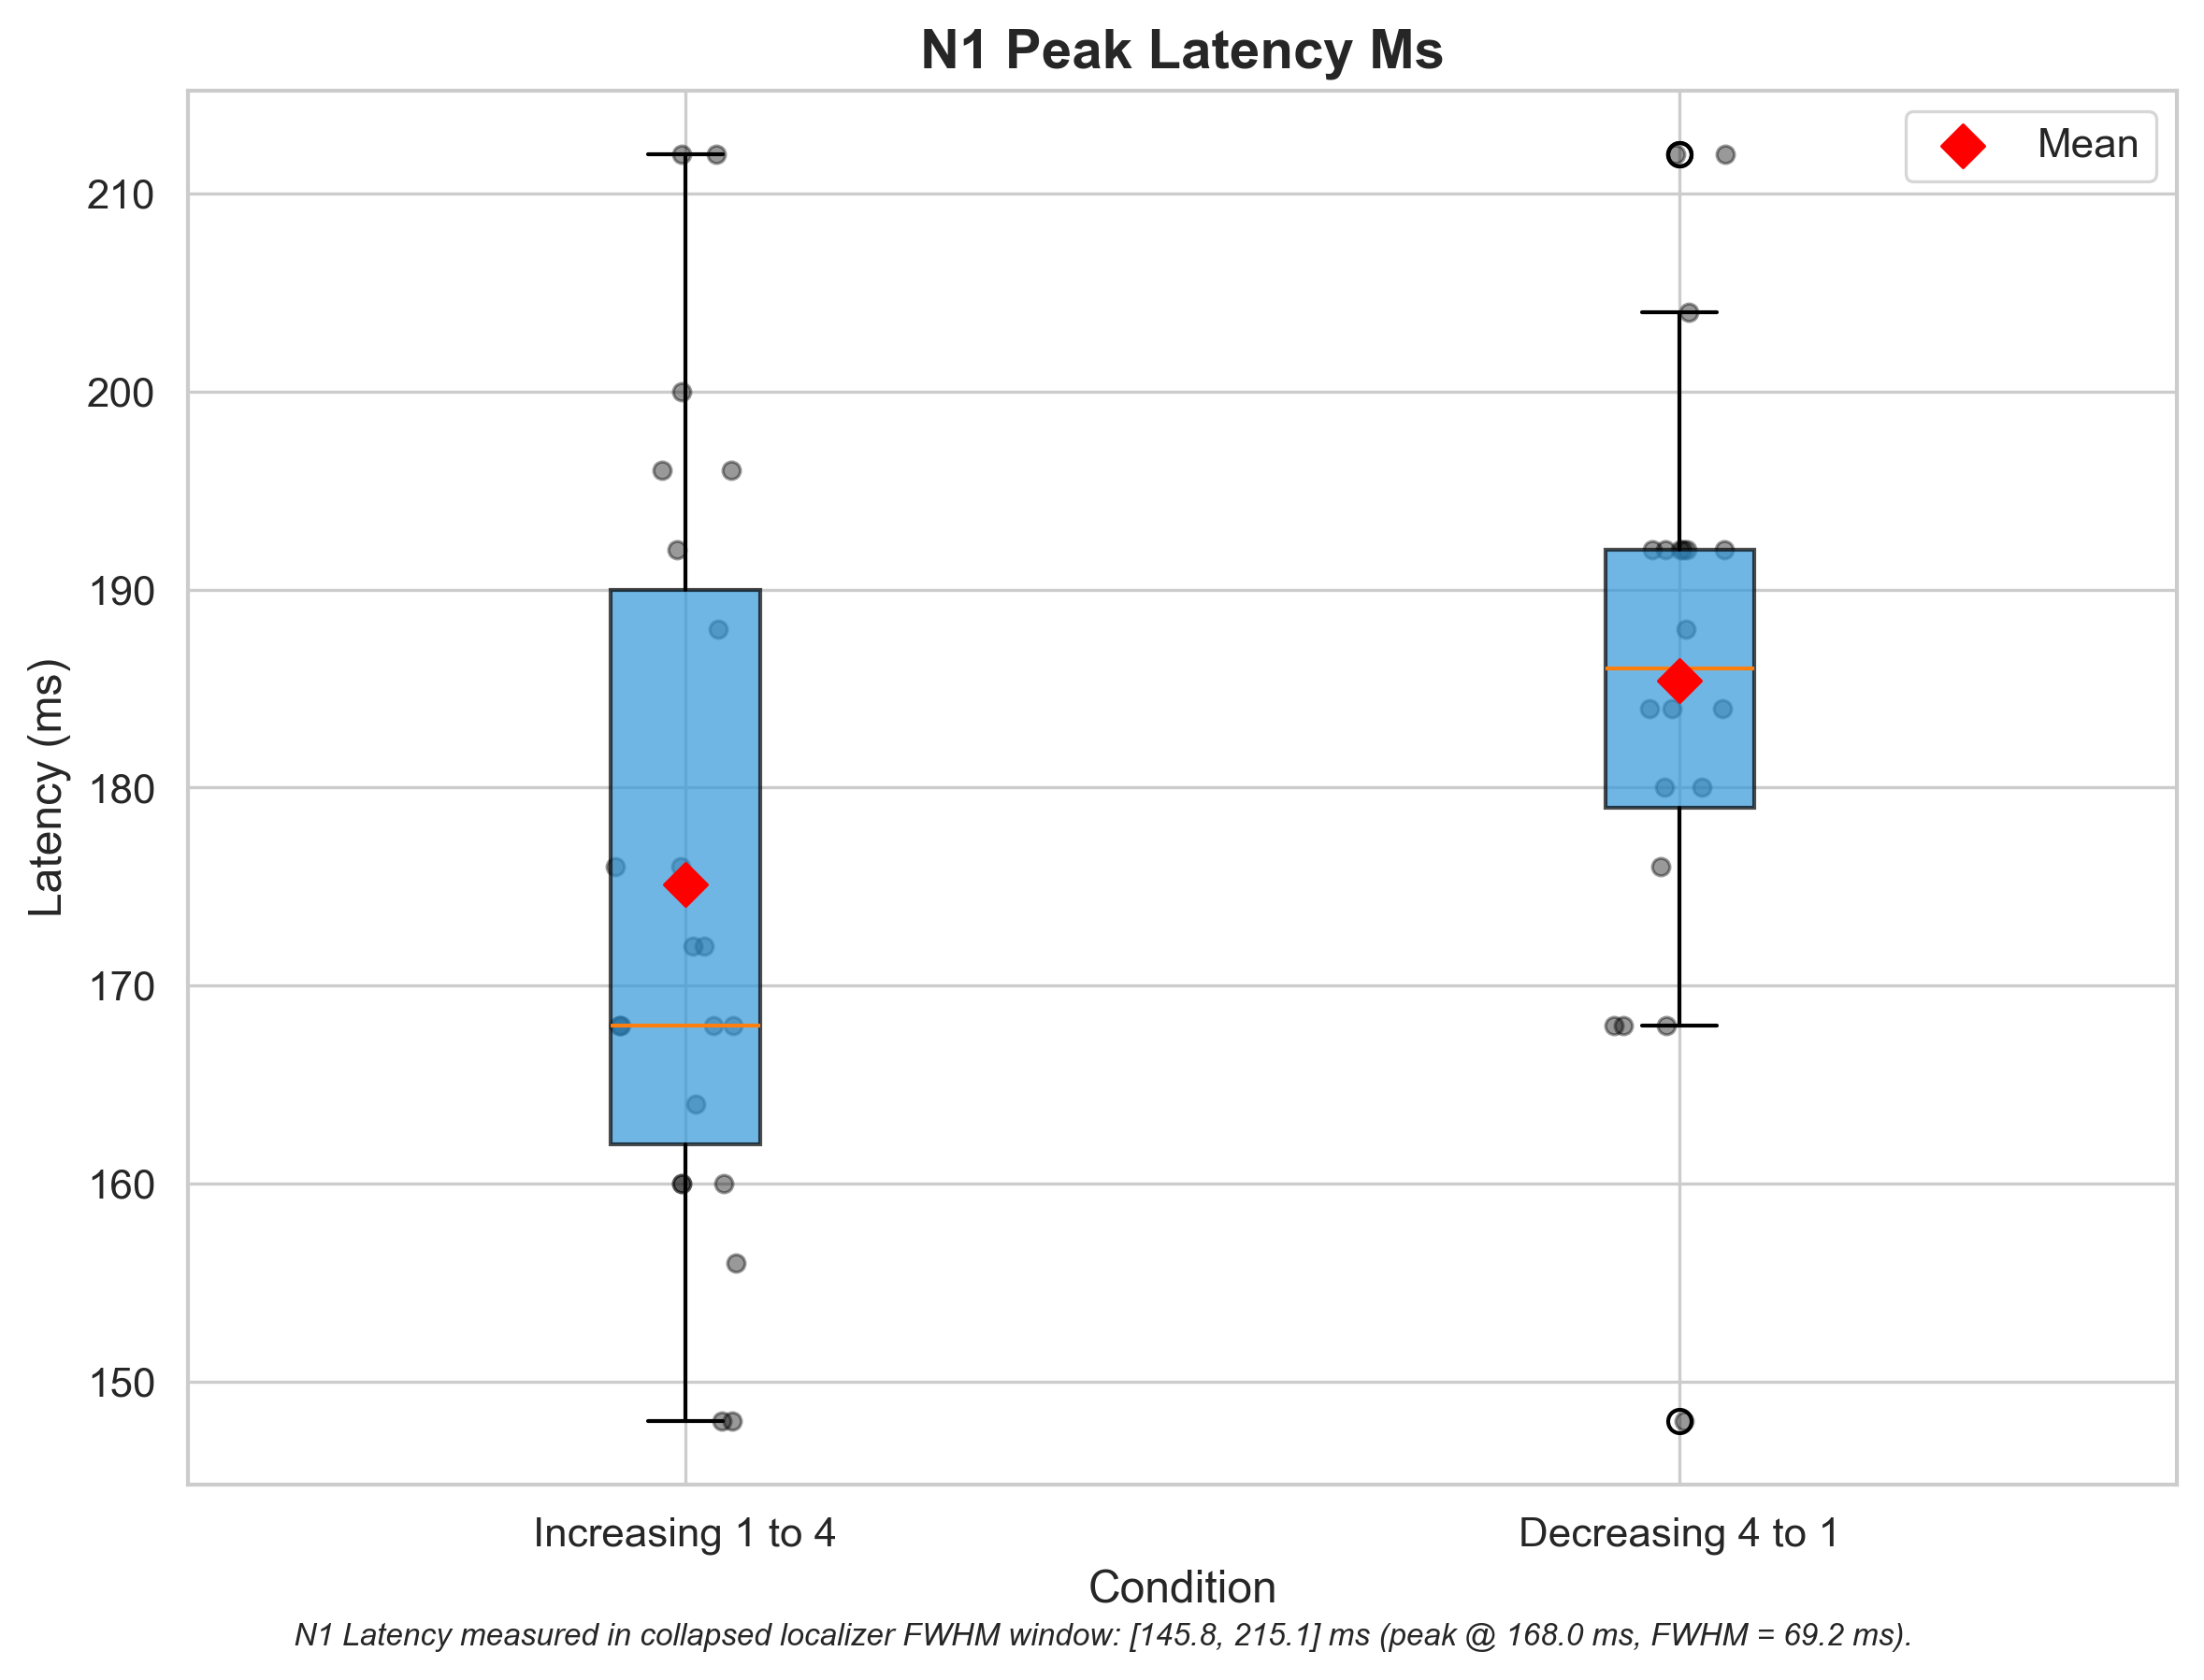 N1 Peak Latency Ms
Mean
Latency (ms)
210
200
190
180
170
160
150
Increasing 1 to 4
Decreasing 4 to 1
Condition
N1 Latency measured in collapsed localizer FWHM window: [145.8, 215.1] ms (peak @ 168.0 ms, FWHM = 69.2 ms).